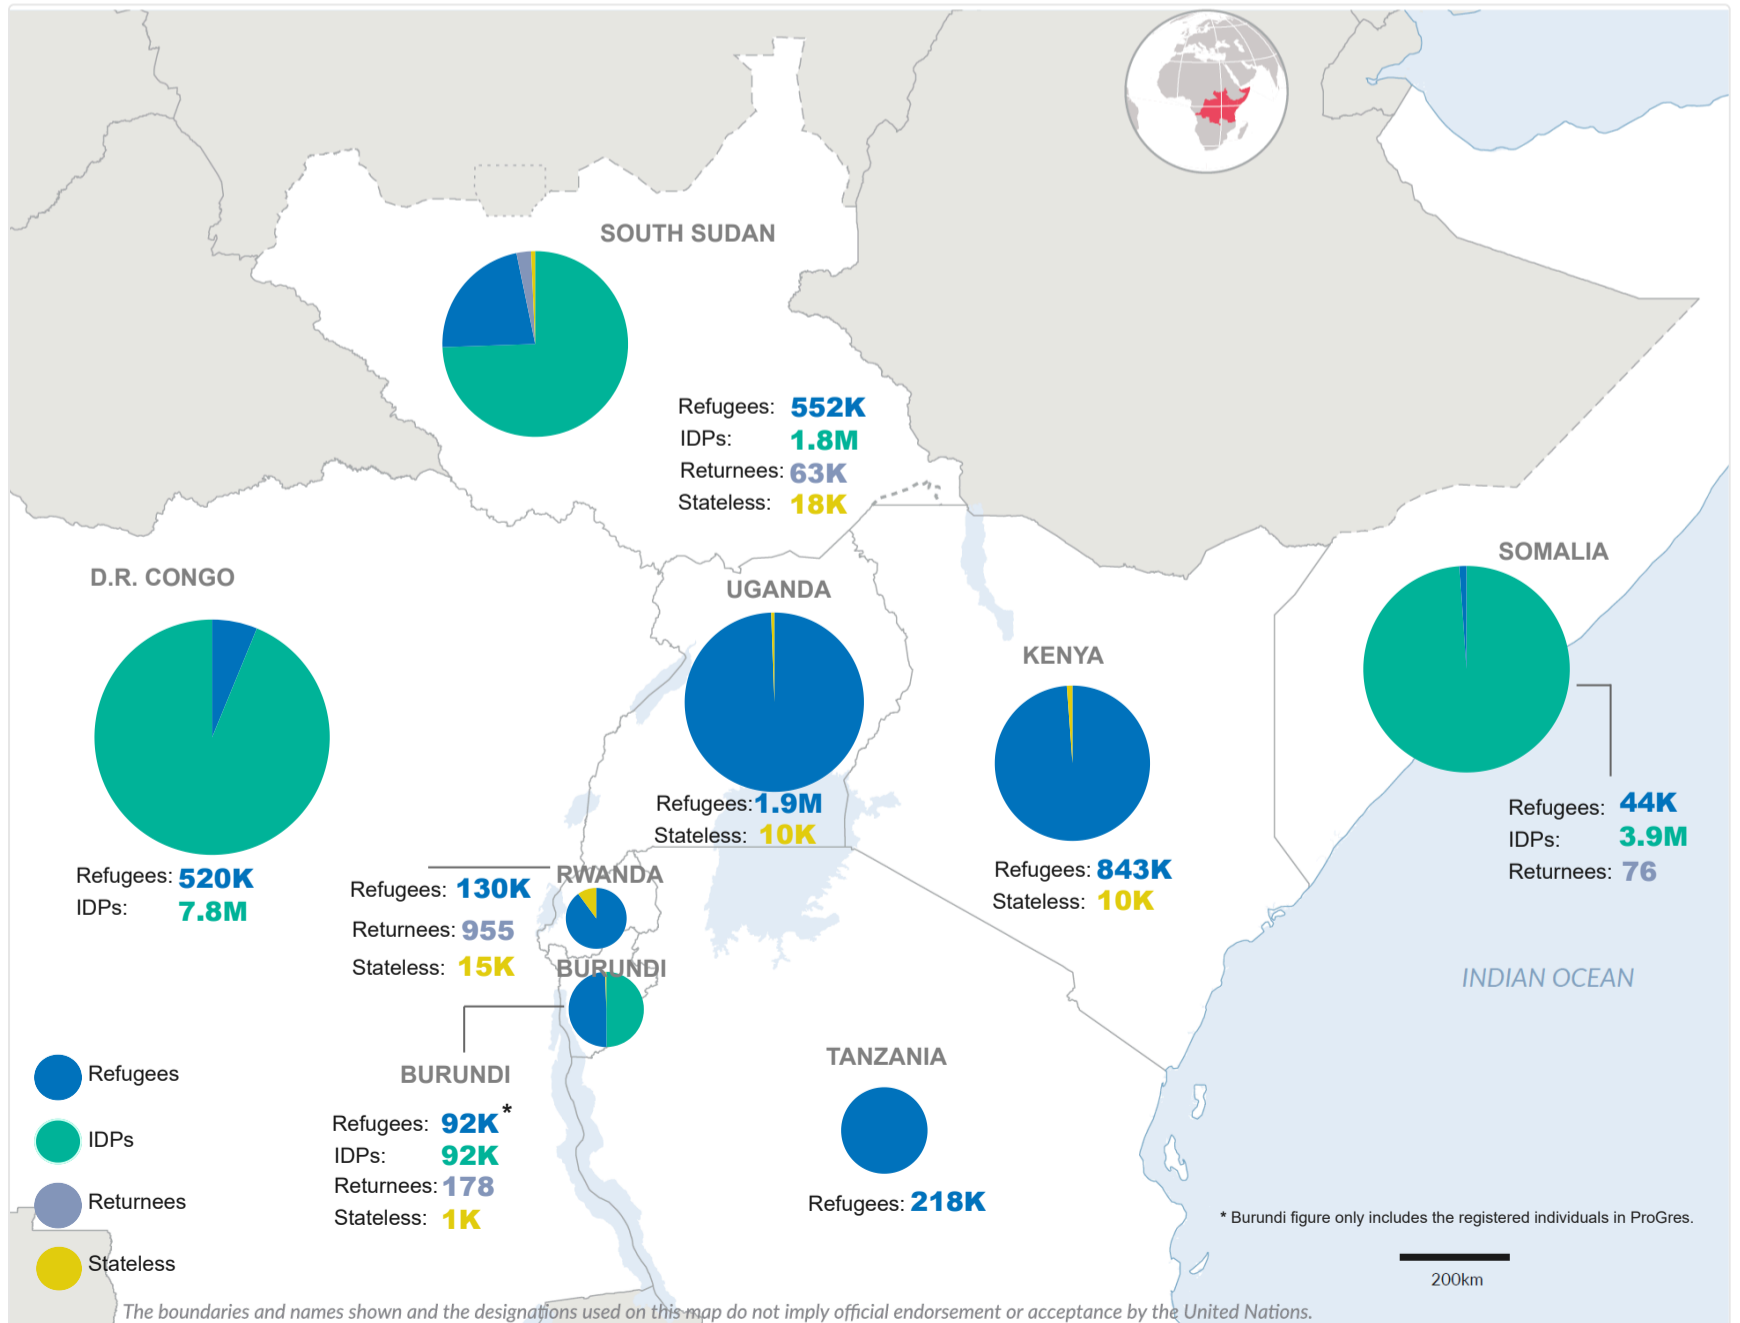 SOUTH SUDAN
Refugees: 552K
IDPs: 1.8M
Returnees: 63K
Stateless: 18K
D.R. CONGO
Refugees: 520K
IDPs: 7.8M
UGANDA
Refugees: 1.9M
Stateless: 10K
KENYA
Refugees: 843K
Stateless: 10K
SOMALIA
Refugees: 44K
IDPs: 3.9M
Returnees: 76
RWANDA
Refugees: 130K
Returnees: 955
Stateless: 15K
BURUNDI
BURUNDI
Refugees: 92K*
IDPs: 92K
Returnees: 178
Stateless: 1K
TANZANIA
Refugees: 218K
INDIAN OCEAN
Refugees
IDPs
Returnees
Stateless
* Burundi figure only includes the registered individuals in ProGres.
200km
The boundaries and names shown and the designations used on this map do not imply official endorsement or acceptance by the United Nations.